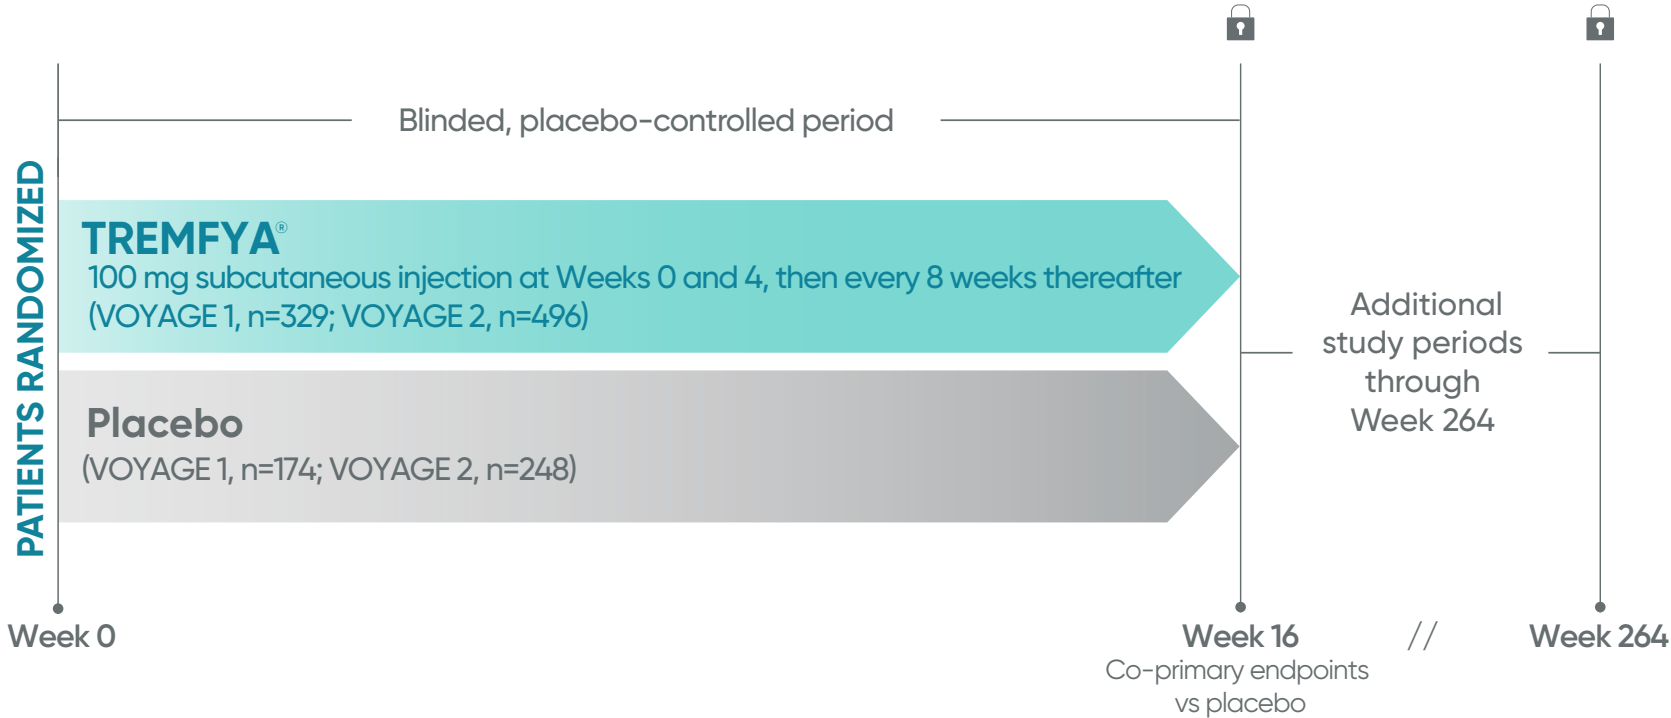 Blinded, placebo-controlled period
PATIENTS RANDOMIZED
TREMFYA®
100 mg subcutaneous injection at Weeks 0 and 4, then every 8 weeks thereafter
(VOYAGE 1, n=329; VOYAGE 2, n=496)
Placebo
(VOYAGE 1, n=174; VOYAGE 2, n=248)
Additional
study periods
through
Week 264
Week 0
Week 16
Co-primary endpoints
vs placebo
//
Week 264